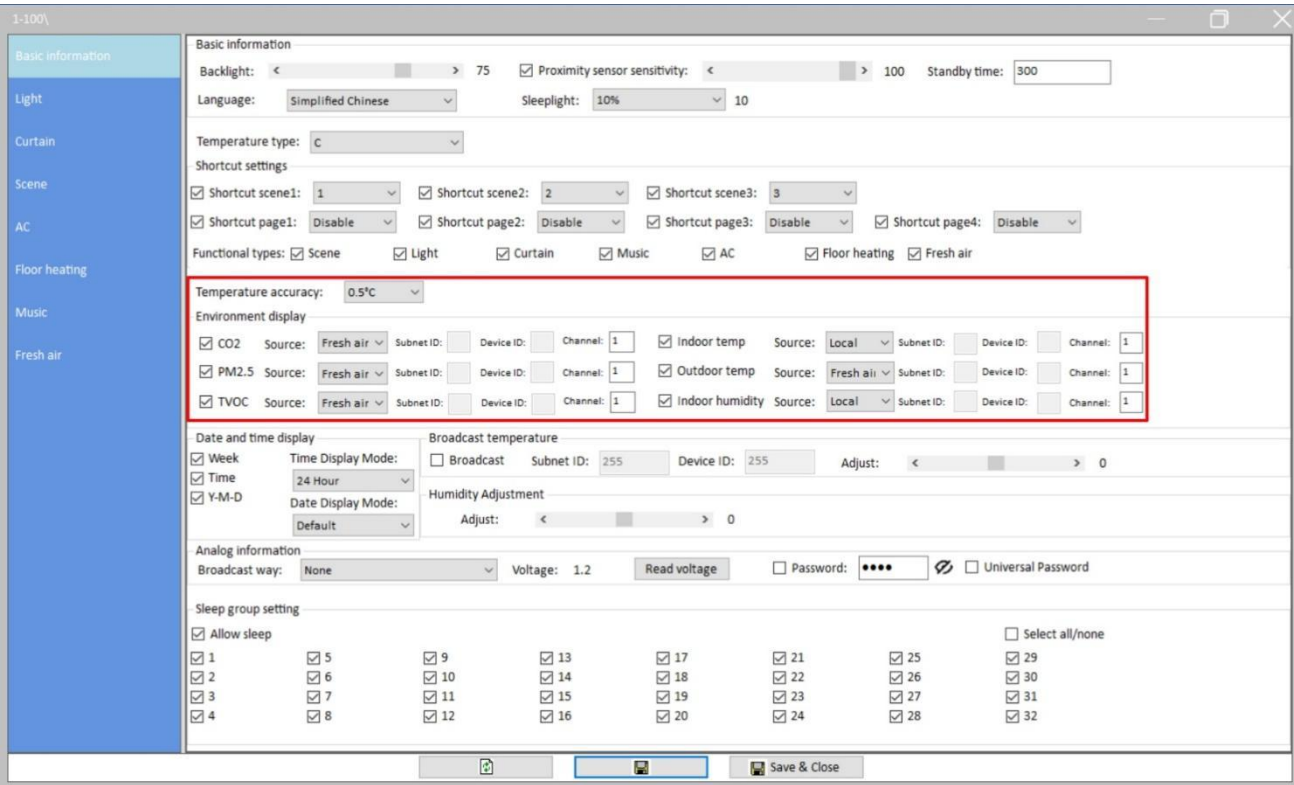 1-100\
Basic information
Light
Curtain
Scene
AC
Floor heating
Music
Fresh air
Basic information
Backlight: < > 75 Proximity sensor sensitivity: < > 100 Standby time: 300
Language: Simplified Chinese Sleeplight: 10% 10
Temperature type: C
Shortcut settings
Shortcut scene1: 1 Shortcut scene2: 2 Shortcut scene3: 3
Shortcut page1: Disable Shortcut page2: Disable Shortcut page3: Disable Shortcut page4: Disable
Functional types: Scene Light Curtain Music AC Floor heating Fresh air
Temperature accuracy: 0.5°C
Environment display
CO2 Source: Fresh air Subnet ID: Device ID: Channel: 1 Indoor temp Source: Local Subnet ID: Device ID: Channel: 1
PM2.5 Source: Fresh air Subnet ID: Device ID: Channel: 1 Outdoor temp Source: Fresh air Subnet ID: Device ID: Channel: 1
TVOC Source: Fresh air Subnet ID: Device ID: Channel: 1 Indoor humidity Source: Local Subnet ID: Device ID: Channel: 1
Date and time display
Week Time Display Mode:
Time 24 Hour
Y-M-D Date Display Mode:
Default
Broadcast temperature
Broadcast Subnet ID: 255 Device ID: 255 Adjust: < > 0
Humidity Adjustment
Adjust: < > 0
Analog information
Broadcast way: None Voltage: 1.2 Read voltage Password: •••• Universal Password
Sleep group setting
Allow sleep Select all/none
1 5 9 13 17 21 25 29
2 6 10 14 18 22 26 30
3 7 11 15 19 23 27 31
4 8 12 16 20 24 28 32
Save & Close